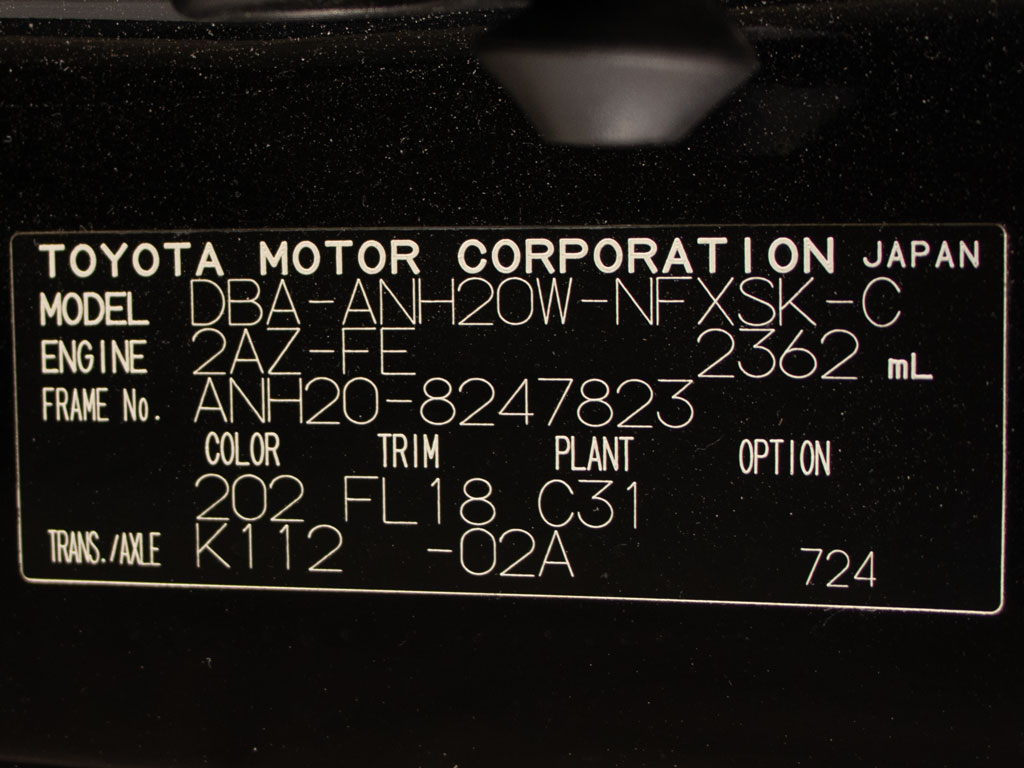 TOYOTA MOTOR CORPORATION JAPAN
MODEL DBA-ANH20W-NFXSK-C
ENGINE 2AZ-FE 2362 mL
FRAME No. ANH20-8247823
COLOR TRIM PLANT OPTION
202 FL18 C31
TRANS./AXLE K112 -02A 724